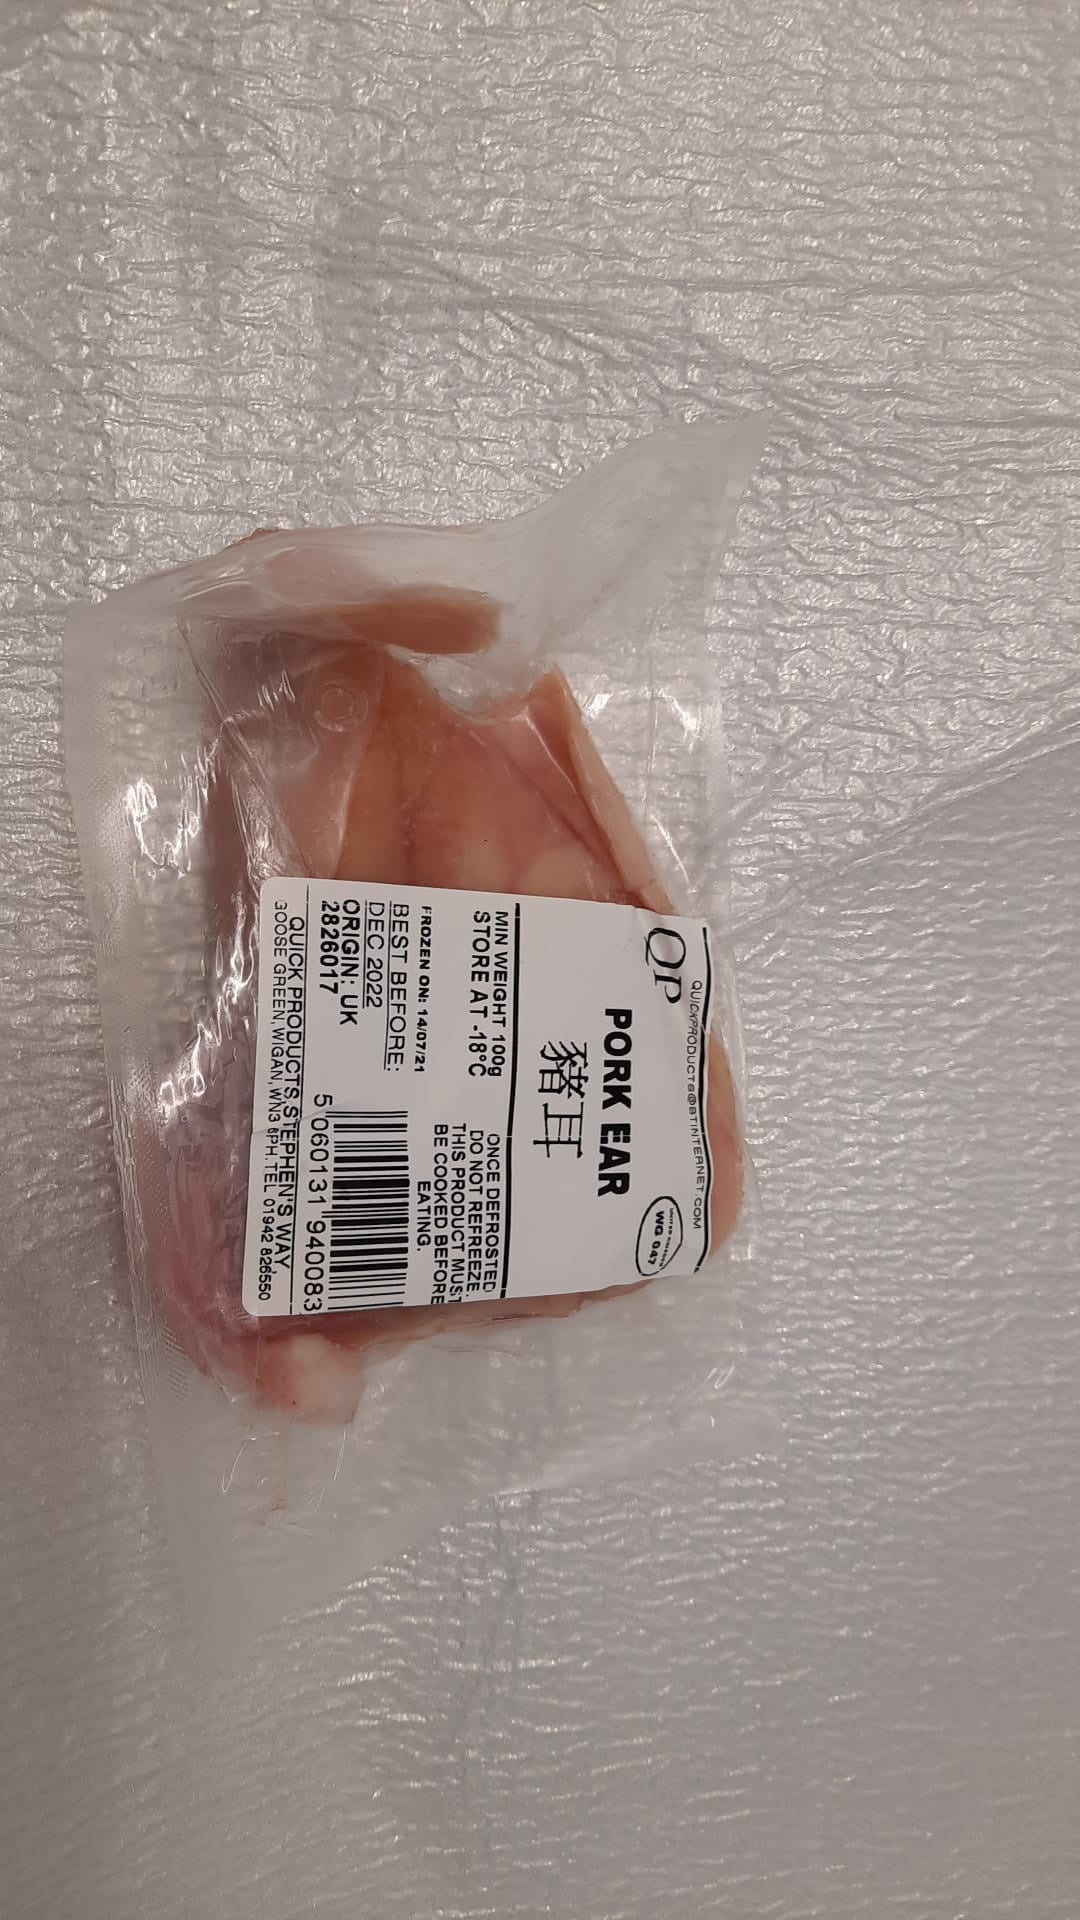 QUICKPRODUCTS@BTINTERNET.COM
QP
WG 047
PORK EAR
豬耳
MIN WEIGHT 100g
STORE AT -18°C
FROZEN ON: 14/07/21
BEST BEFORE:
DEC 2022
ORIGIN: UK
2826017
ONCE DEFROSTED
DO NOT REFREEZE.
THIS PRODUCT MUST
BE COOKED BEFORE
EATING.
5 060131 940083
QUICK PRODUCTS,STEPHEN'S WAY,
GOOSE GREEN,WIGAN,WN3 6PH.TEL 01942 826550